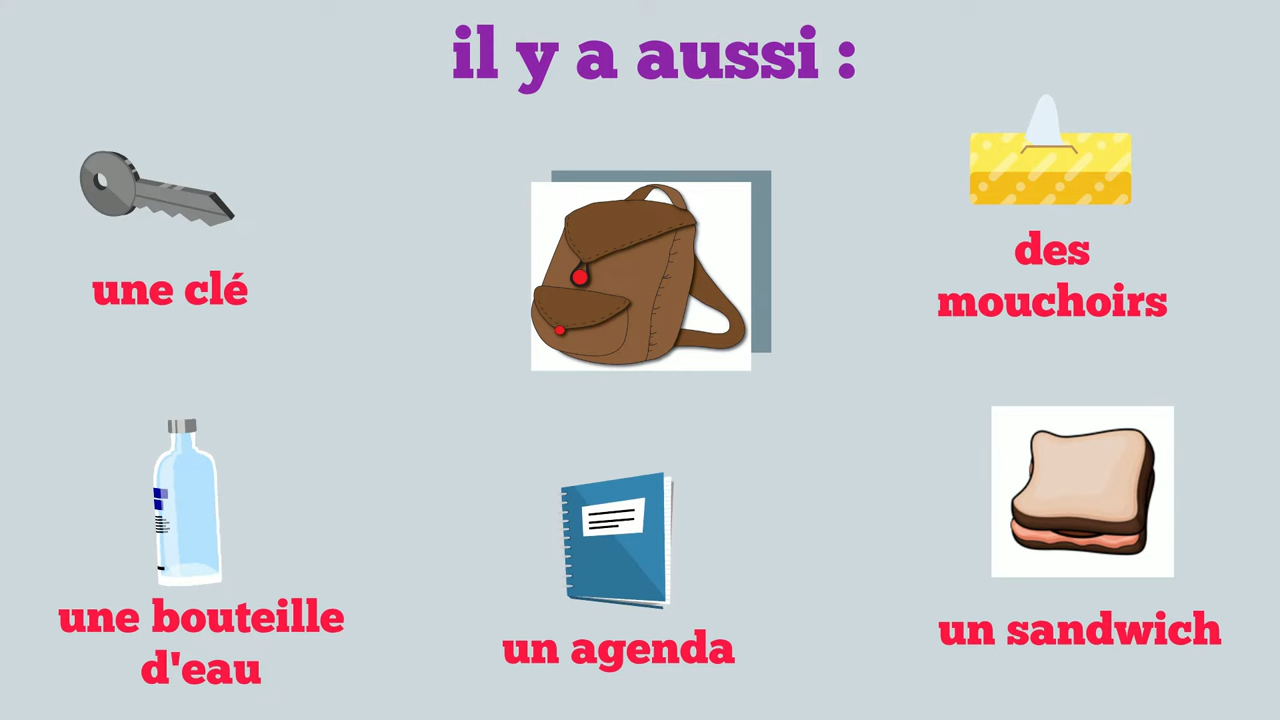 il y a aussi :
une clé
des
mouchoirs
une bouteille
d'eau
un agenda
un sandwich